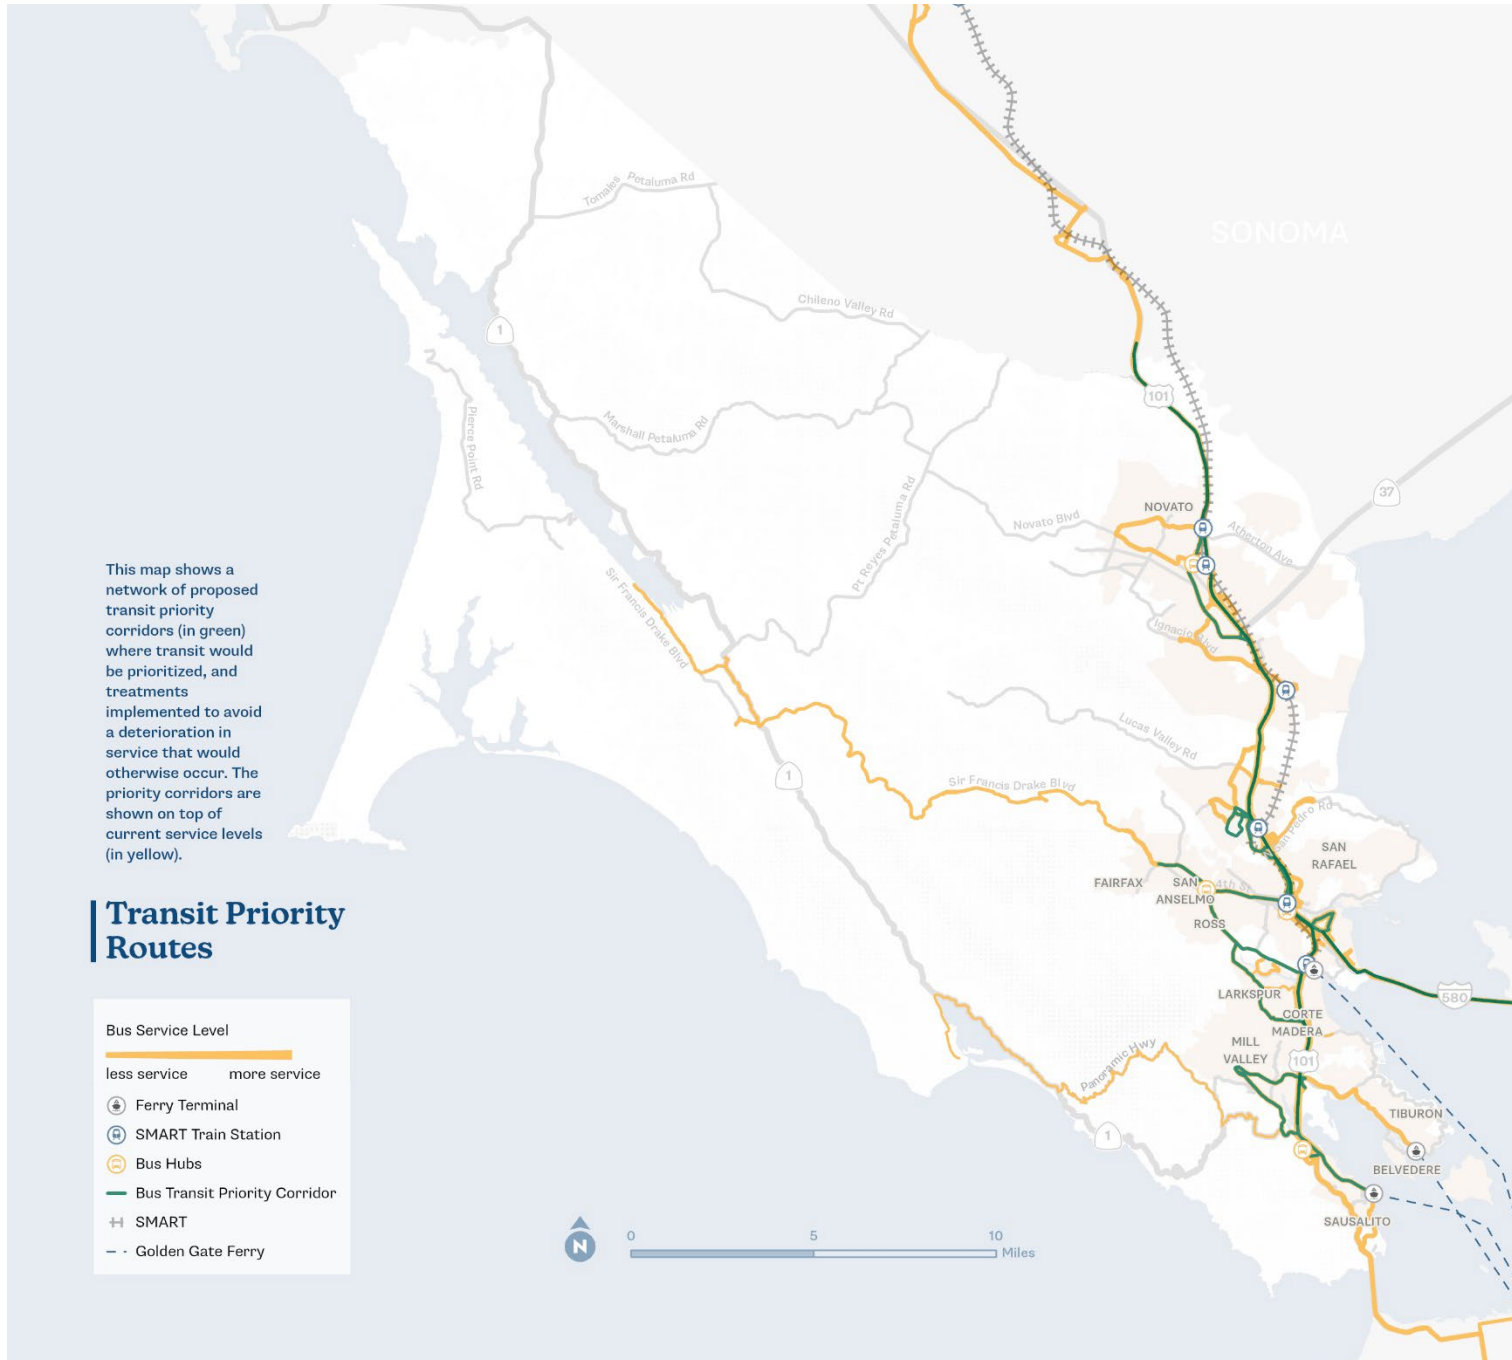 SONOMA
Tomales
Petaluma Rd
Chileno Valley Rd
1
101
Pierce Point Rd
Marshall Petaluma Rd
Pt Reyes Petaluma Rd
37
NOVATO
Novato Blvd
Atherton Ave
Sir Francis Drake Blvd
Ignacio Blvd
Lucas Valley Rd
1
Sir Francis Drake Blvd
San Pedro Rd
SAN
RAFAEL
FAIRFAX
SAN
ANSELMO
4th St
ROSS
LARKSPUR
580
CORTE
MADERA
MILL
VALLEY
101
Panoramic Hwy
1
TIBURON
BELVEDERE
SAUSALITO
This map shows a
network of proposed
transit priority
corridors (in green)
where transit would
be prioritized, and
treatments
implemented to avoid
a deterioration in
service that would
otherwise occur. The
priority corridors are
shown on top of
current service levels
(in yellow).
Transit Priority
Routes
Bus Service Level
less service more service
Ferry Terminal
SMART Train Station
Bus Hubs
Bus Transit Priority Corridor
SMART
Golden Gate Ferry
N
0 5 10
Miles